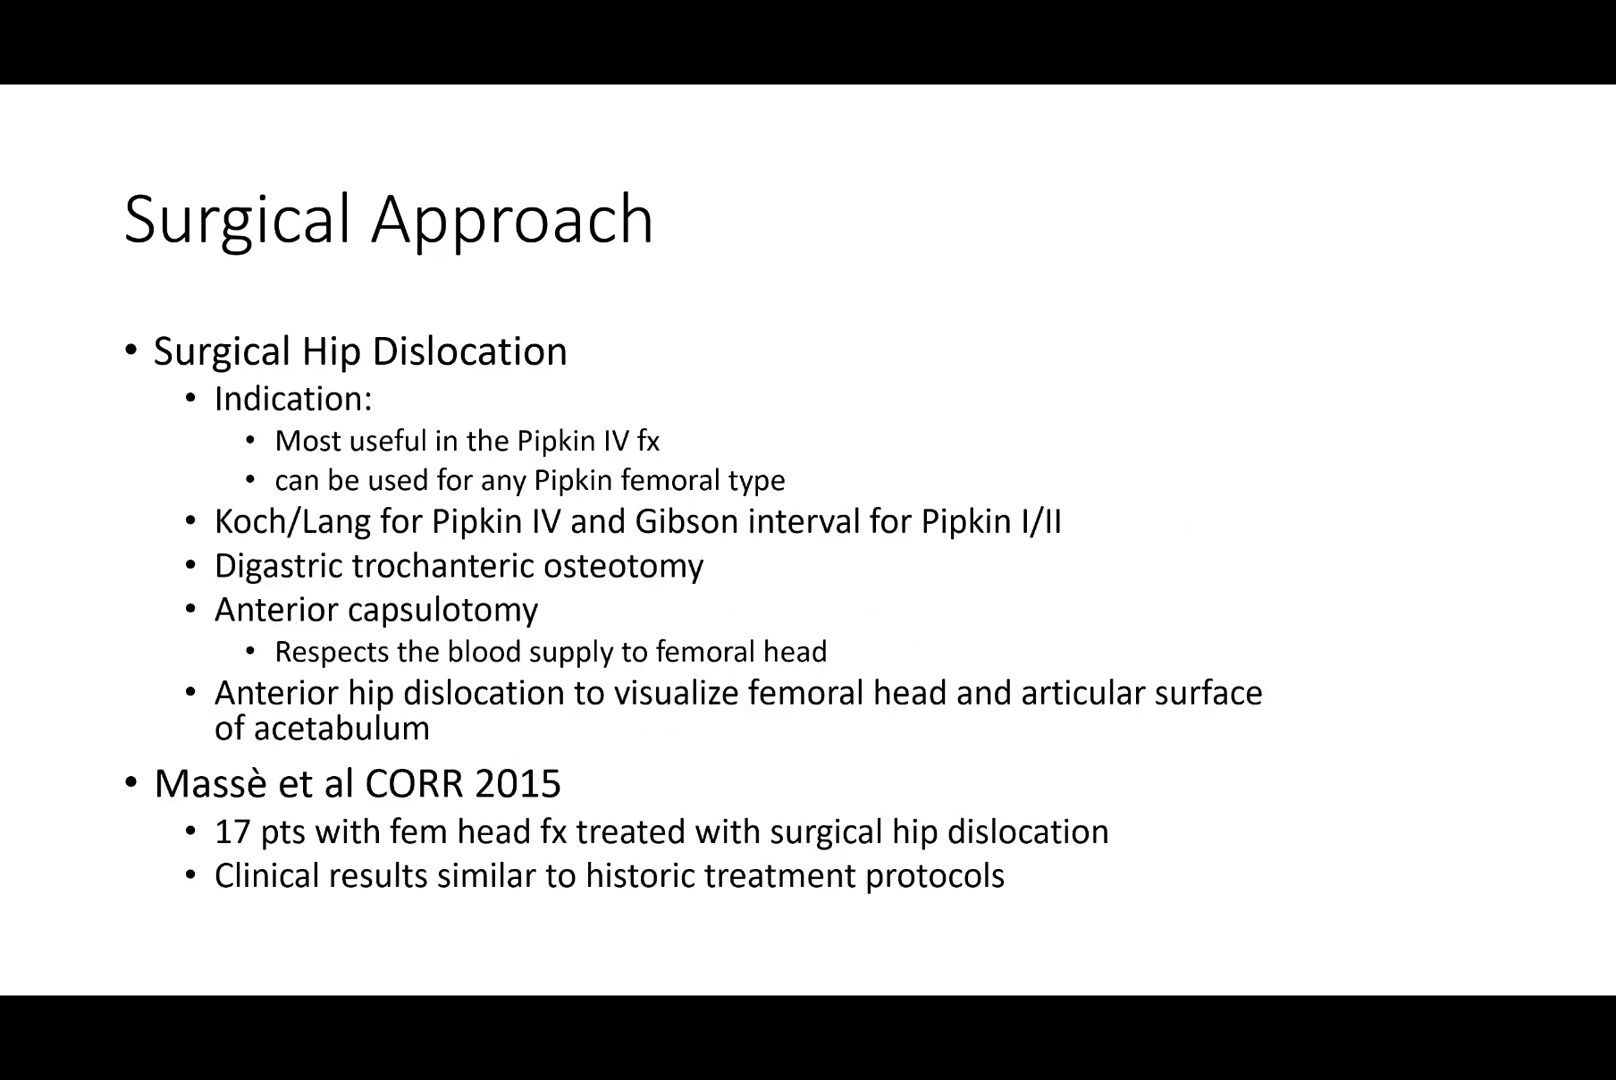 Surgical Approach
• Surgical Hip Dislocation
• Indication:
• Most useful in the Pipkin IV fx
• can be used for any Pipkin femoral type
• Koch/Lang for Pipkin IV and Gibson interval for Pipkin I/II
• Digastric trochanteric osteotomy
• Anterior capsulotomy
• Respects the blood supply to femoral head
• Anterior hip dislocation to visualize femoral head and articular surface
of acetabulum
• Massè et al CORR 2015
• 17 pts with fem head fx treated with surgical hip dislocation
• Clinical results similar to historic treatment protocols